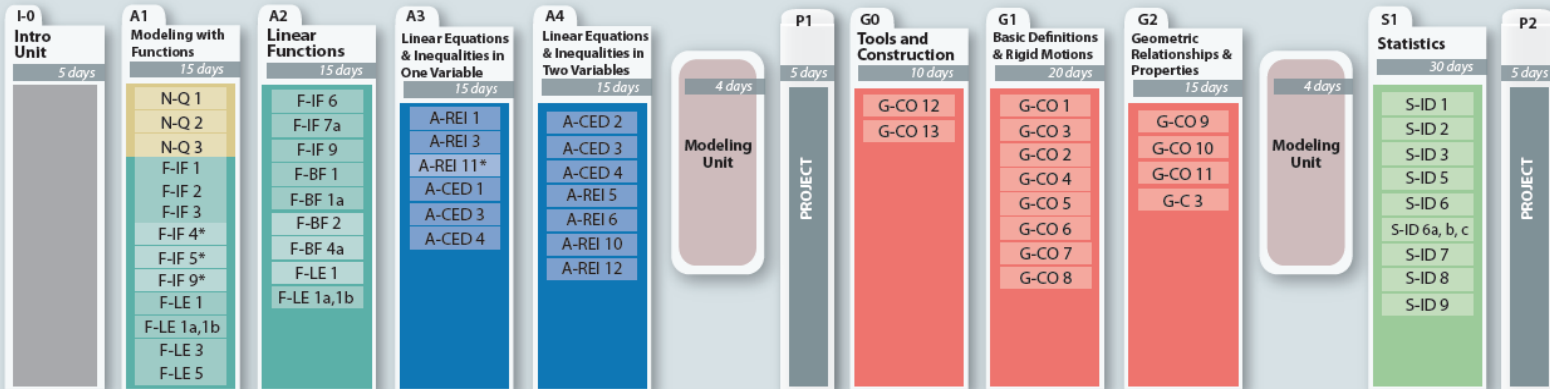 I-0
Intro
Unit
5 days
A1
Modeling with
Functions
15 days
N-Q 1
N-Q 2
N-Q 3
F-IF 1
F-IF 2
F-IF 3
F-IF 4*
F-IF 5*
F-IF 9*
F-LE 1
F-LE 1a,1b
F-LE 3
F-LE 5
A2
Linear
Functions
15 days
F-IF 6
F-IF 7a
F-IF 9
F-BF 1
F-BF 1a
F-BF 2
F-BF 4a
F-LE 1
F-LE 1a,1b
A3
Linear Equations
& Inequalities in
One Variable
15 days
A-REI 1
A-REI 3
A-REI 11*
A-CED 1
A-CED 3
A-CED 4
A4
Linear Equations
& Inequalities in
Two Variables
15 days
A-CED 2
A-CED 3
A-CED 4
A-REI 5
A-REI 6
A-REI 10
A-REI 12
4 days
Modeling
Unit
P1
5 days
PROJECT
G0
Tools and
Construction
10 days
G-CO 12
G-CO 13
G1
Basic Definitions
& Rigid Motions
20 days
G-CO 1
G-CO 3
G-CO 2
G-CO 4
G-CO 5
G-CO 6
G-CO 7
G-CO 8
G2
Geometric
Relationships &
Properties
15 days
G-CO 9
G-CO 10
G-CO 11
G-C 3
4 days
Modeling
Unit
S1
Statistics
30 days
S-ID 1
S-ID 2
S-ID 3
S-ID 5
S-ID 6
S-ID 6a, b, c
S-ID 7
S-ID 8
S-ID 9
P2
5 days
PROJECT